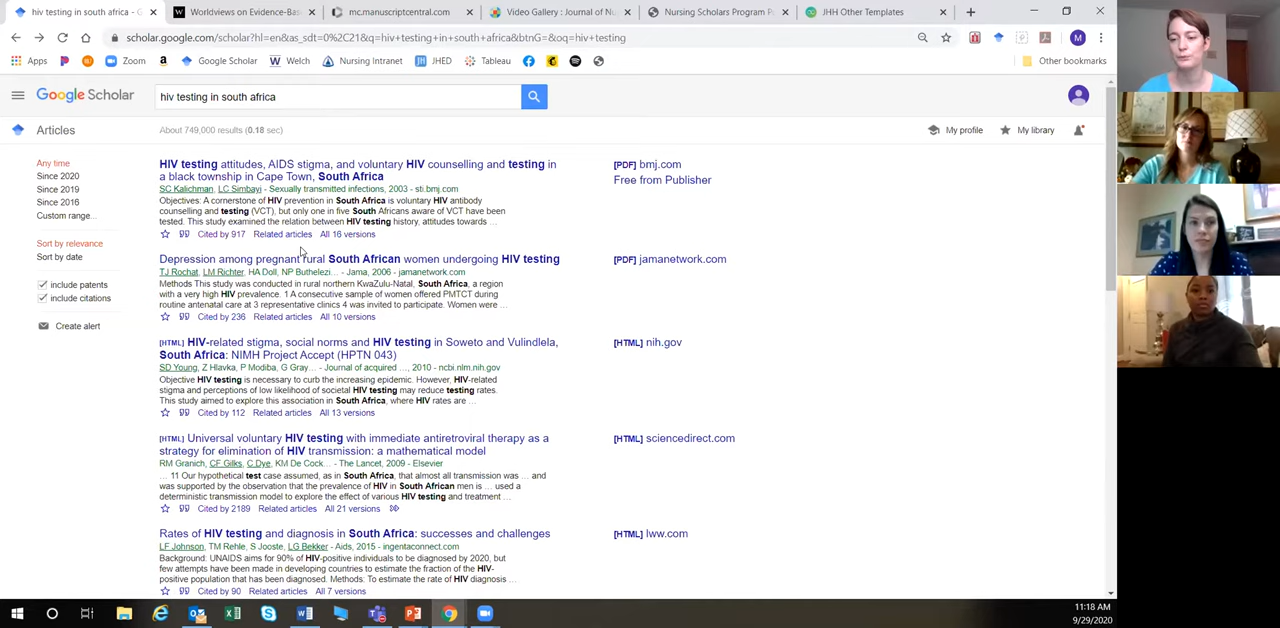 hiv testing in south africa - G
Worldviews on Evidence-Bas
mc.manuscriptcentral.com
Video Gallery : Journal of Nu
Nursing Scholars Program P
JHH Other Templates
scholar.google.com/scholar?hl=en&as_sdt=0%2C21&q=hiv+testing+in+south+africa&btnG=&oq=hiv+testing
Apps Zoom Google Scholar Welch Nursing Intranet JHED Tableau Other bookmarks
Google Scholar
hiv testing in south africa
Articles
About 749,000 results (0.18 sec)
My profile My library
Any time
Since 2020
Since 2019
Since 2016
Custom range...
Sort by relevance
Sort by date
include patents
include citations
Create alert
HIV testing attitudes, AIDS stigma, and voluntary HIV counselling and testing in
a black township in Cape Town, South Africa
SC Kalichman, LC Simbayi - Sexually transmitted infections, 2003 - sti.bmj.com
Objectives: A cornerstone of HIV prevention in South Africa is voluntary HIV antibody
counselling and testing (VCT), but only one in five South Africans aware of VCT have been
tested. This study examined the relation between HIV testing history, attitudes towards ...
Cited by 917 Related articles All 16 versions
[PDF] bmj.com
Free from Publisher
Depression among pregnant rural South African women undergoing HIV testing
TJ Rochat, LM Richter, HA Doll, NP Buthelezi... - Jama, 2006 - jamanetwork.com
Methods This study was conducted in rural northern KwaZulu-Natal, South Africa, a region
with a very high HIV prevalence. 1 A consecutive sample of women offered PMTCT during
routine antenatal care at 3 representative clinics 4 was invited to participate. Women were ...
Cited by 236 Related articles All 10 versions
[PDF] jamanetwork.com
[HTML] HIV-related stigma, social norms and HIV testing in Soweto and Vulindlela,
South Africa: NIMH Project Accept (HPTN 043)
SD Young, Z Hlavka, P Modiba, G Gray... - Journal of acquired ..., 2010 - ncbi.nlm.nih.gov
Objective HIV testing is necessary to curb the increasing epidemic. However, HIV-related
stigma and perceptions of low likelihood of societal HIV testing may reduce testing rates.
This study aimed to explore this association in South Africa, where HIV rates are ...
Cited by 112 Related articles All 13 versions
[HTML] nih.gov
[HTML] Universal voluntary HIV testing with immediate antiretroviral therapy as a
strategy for elimination of HIV transmission: a mathematical model
RM Granich, CF Gilks, C Dye, KM De Cock... - The Lancet, 2009 - Elsevier
... 11 Our hypothetical test case assumed, as in South Africa, that almost all transmission was ... and
was supported by the observation that the prevalence of HIV in South African men is ... used a
deterministic transmission model to explore the effect of various HIV testing and treatment ...
Cited by 2189 Related articles All 21 versions
[HTML] sciencedirect.com
Rates of HIV testing and diagnosis in South Africa: successes and challenges
LF Johnson, TM Rehle, S Jooste, LG Bekker - Aids, 2015 - ingentaconnect.com
Background: UNAIDS aims for 90% of HIV-positive individuals to be diagnosed by 2020, but
few attempts have been made in developing countries to estimate the fraction of the HIV-
positive population that has been diagnosed. Methods: To estimate the rate of HIV diagnosis ...
Cited by 90 Related articles All 7 versions
[HTML] lww.com
11:18 AM
9/29/2020